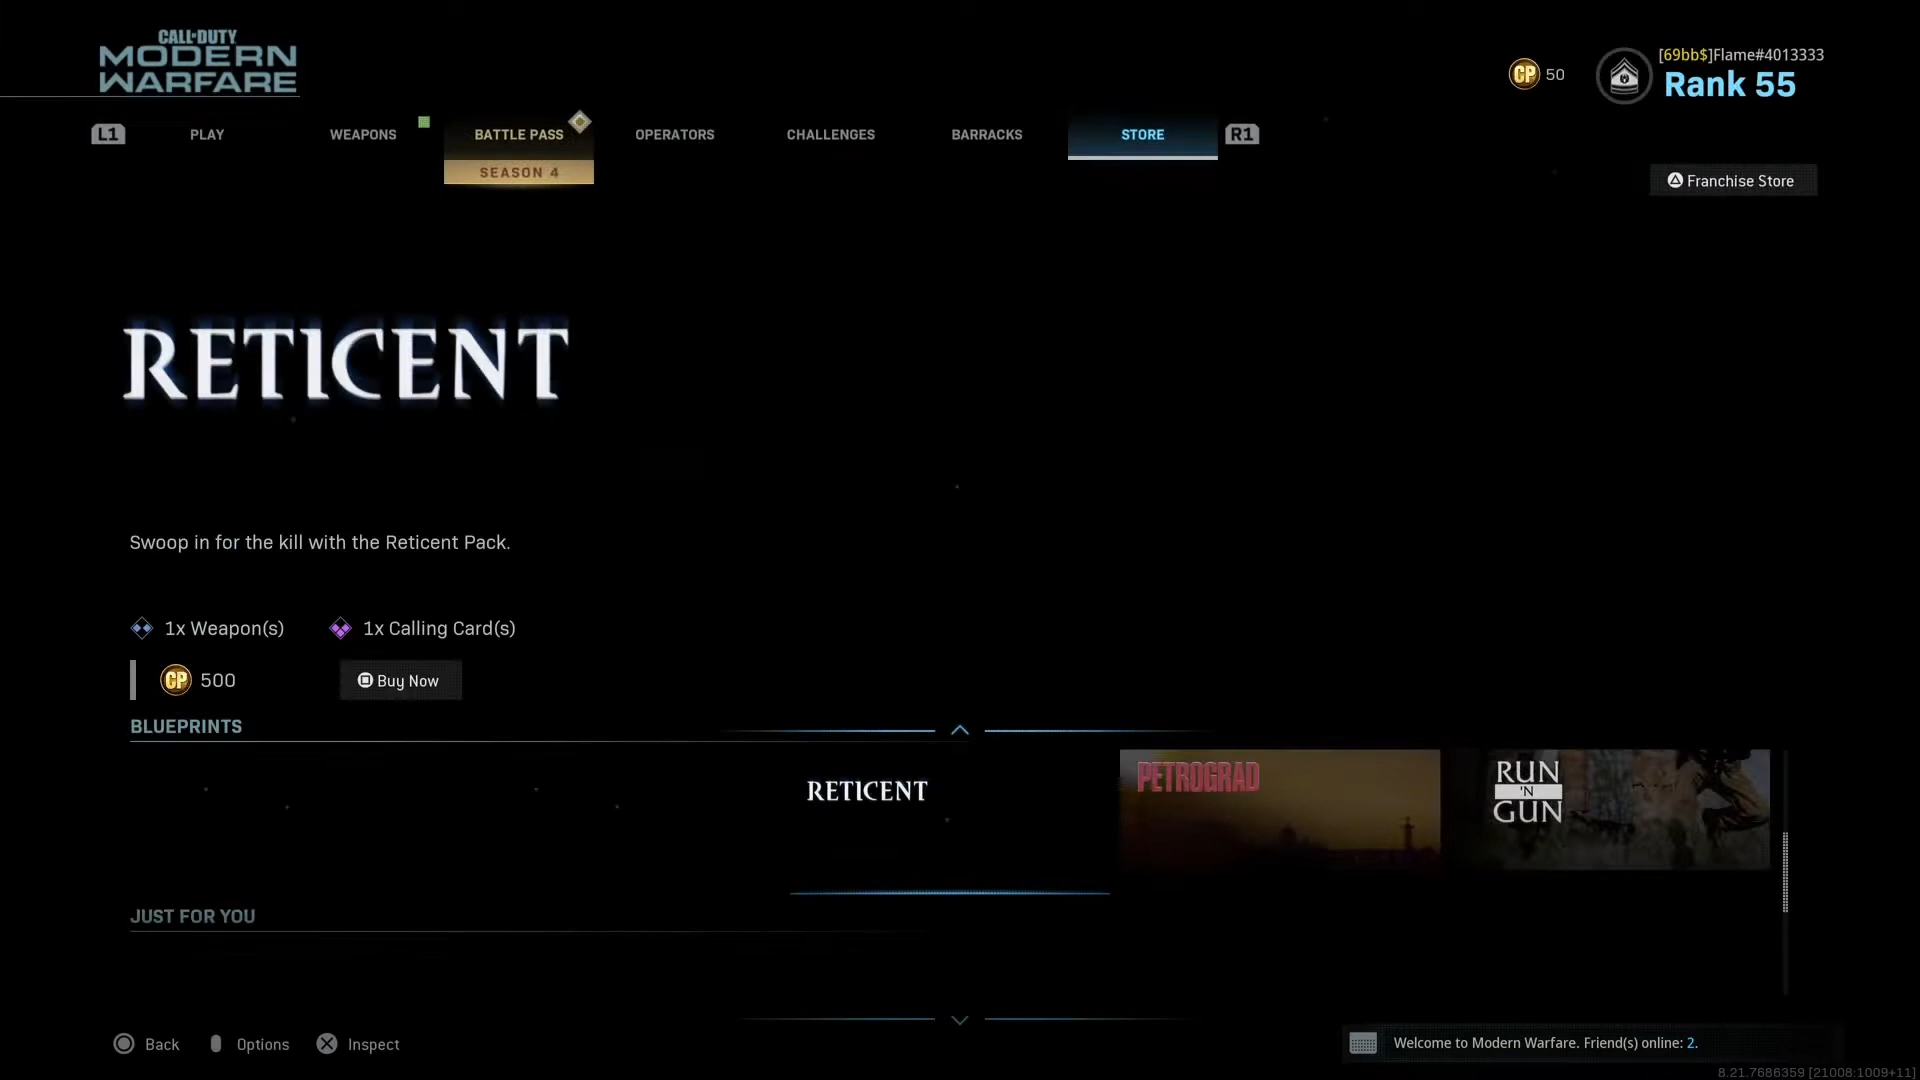 CALL OF DUTY
MODERN
WARFARE
CP 50
[69bb$]Flame#4013333
Rank 55
L1
PLAY
WEAPONS
BATTLE PASS
SEASON 4
OPERATORS
CHALLENGES
BARRACKS
STORE
R1
Franchise Store
RETICENT
Swoop in for the kill with the Reticent Pack.
1x Weapon(s)
1x Calling Card(s)
CP 500
Buy Now
BLUEPRINTS
RETICENT
PETROGRAD
RUN
'N
GUN
JUST FOR YOU
Back
Options
Inspect
Welcome to Modern Warfare. Friend(s) online: 2.
8.21.7686359 [21008:1009+11]